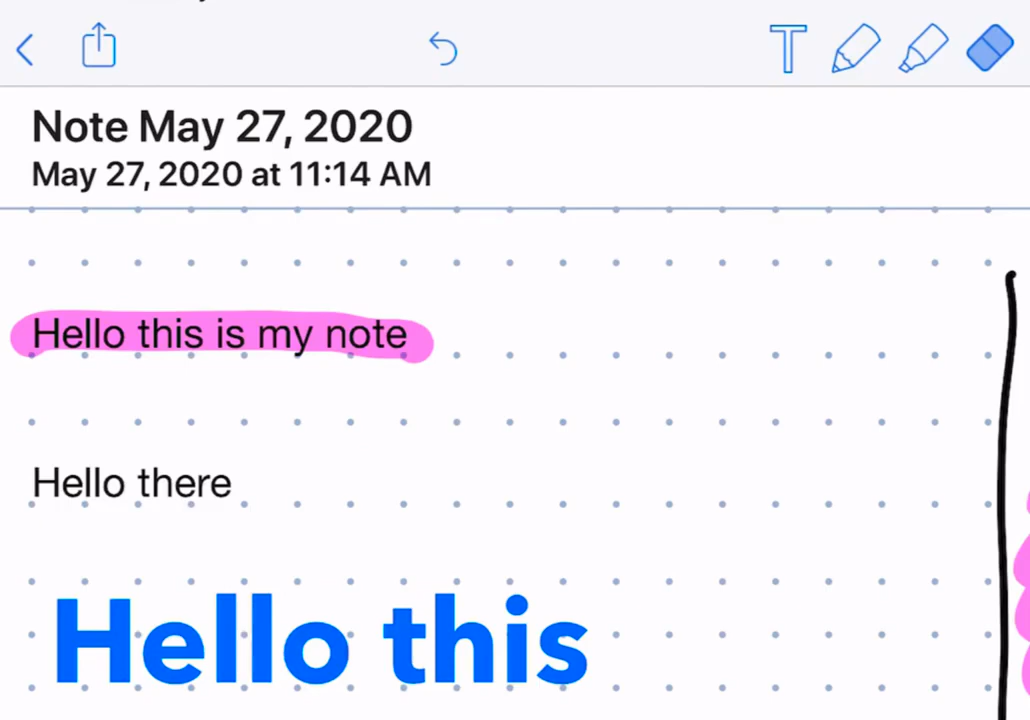 Note May 27, 2020
May 27, 2020 at 11:14 AM
Hello this is my note
Hello there
Hello this